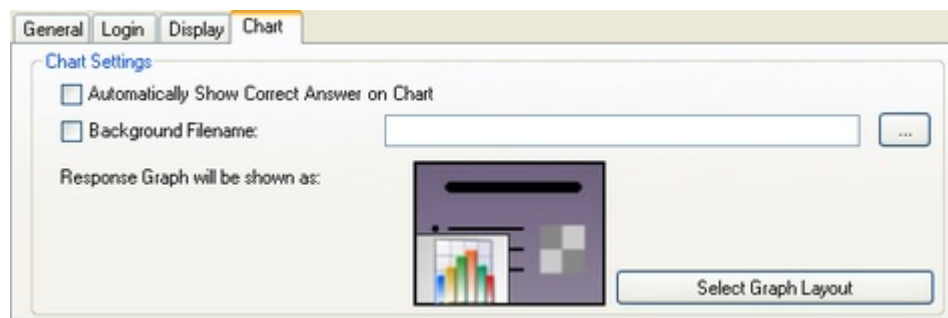 General Login Display Chart
Chart Settings
Automatically Show Correct Answer on Chart
Background Filename: ...
Response Graph will be shown as:
Select Graph Layout